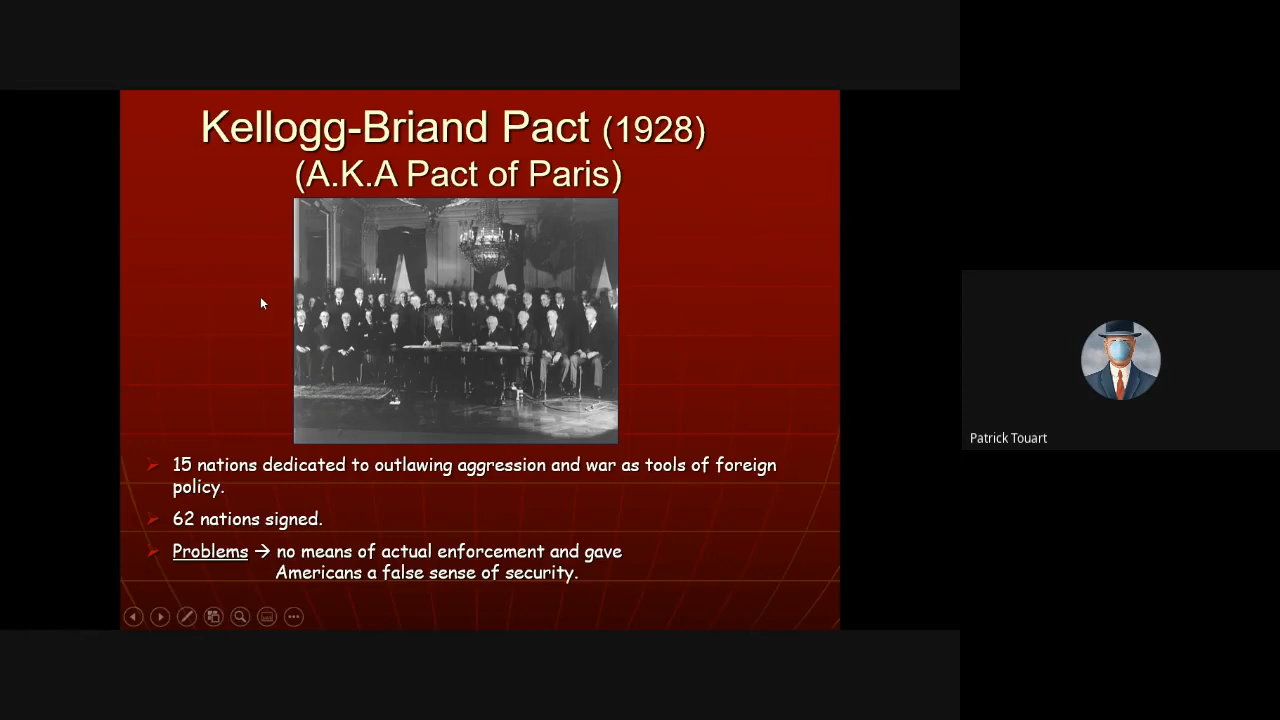 Kellogg-Briand Pact (1928)
(A.K.A Pact of Paris)
15 nations dedicated to outlawing aggression and war as tools of foreign
policy.
62 nations signed.
Problems → no means of actual enforcement and gave
Americans a false sense of security.
Patrick Touart